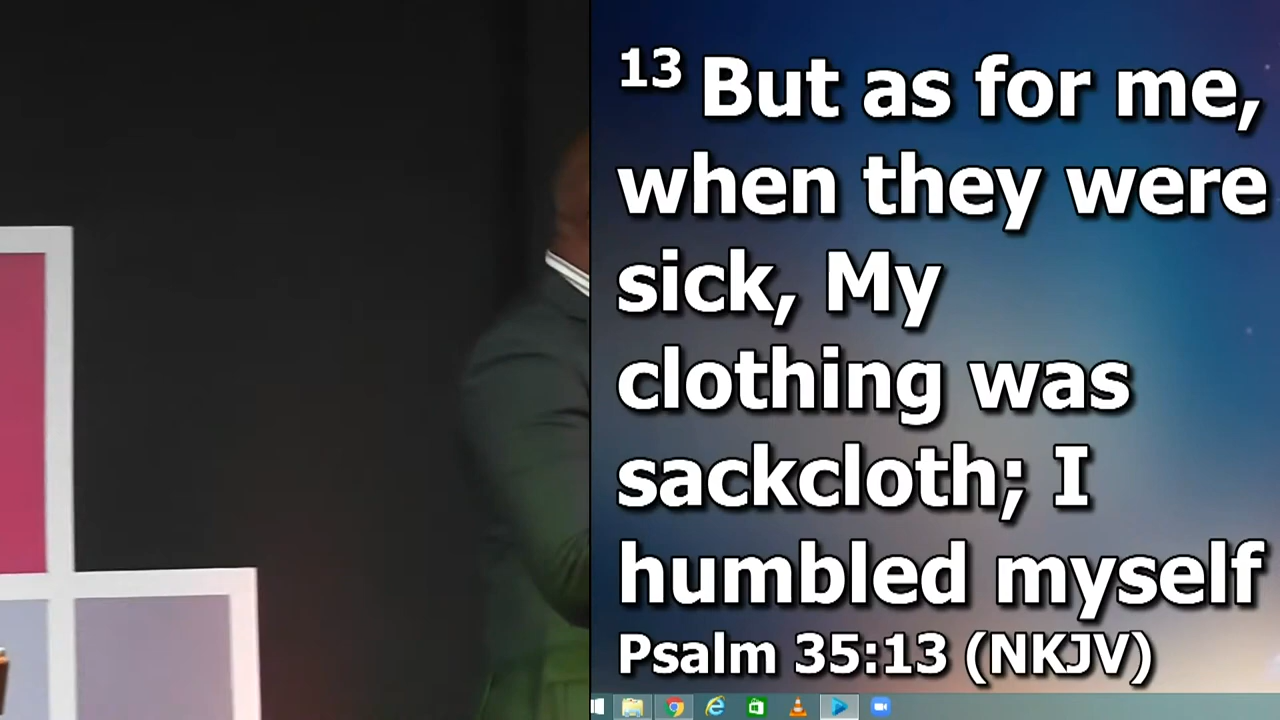 13 But as for me,
when they were
sick, My
clothing was
sackcloth; I
humbled myself
Psalm 35:13 (NKJV)